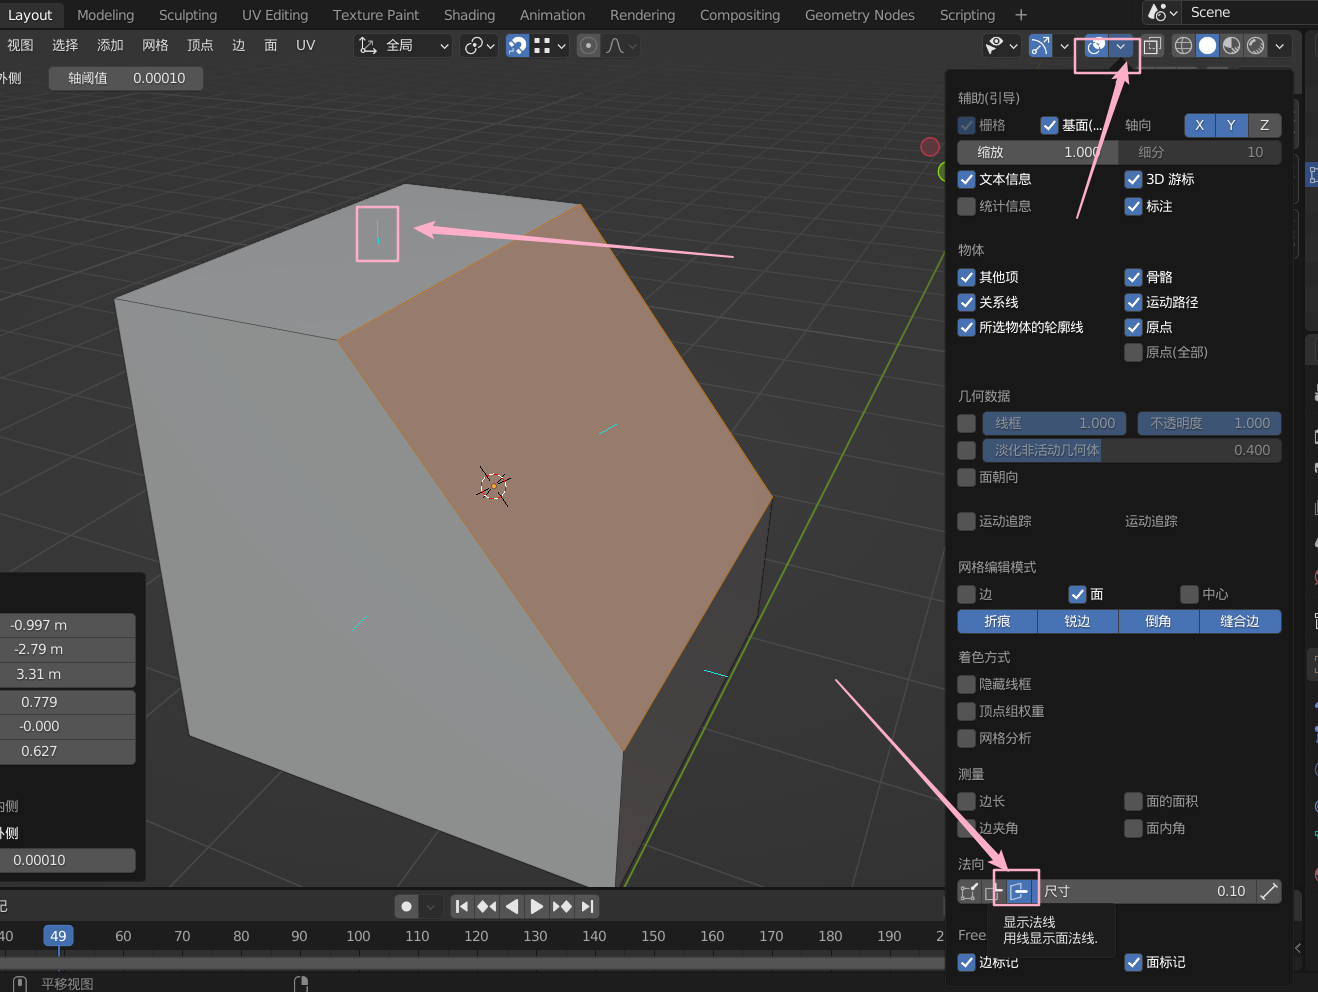 Layout Modeling Sculpting UV Editing Texture Paint Shading Animation Rendering Compositing Geometry Nodes Scripting + Scene
视图 选择 添加 网格 顶点 边 面 UV 全局
外侧 轴阈值 0.00010
辅助(引导)
栅格 基面(... 轴向 X Y Z
缩放 1.000 细分 10
文本信息 3D 游标
统计信息 标注
物体
其他项 骨骼
关系线 运动路径
所选物体的轮廓线 原点
原点(全部)
几何数据
线框 1.000 不透明度 1.000
淡化非活动几何体 0.400
面朝向
运动追踪 运动追踪
网格编辑模式
边 面 中心
折痕 锐边 倒角 缝合边
着色方式
隐藏线框
顶点组权重
网格分析
测量
边长 面的面积
边夹角 面内角
法向
尺寸 0.10
显示法线
用线显示面法线.
Free
边标记 面标记
-0.997 m
-2.79 m
3.31 m
0.779
-0.000
0.627
内侧
外侧
0.00010
记
40 49 60 70 80 90 100 110 120 130 140 150 160 170 180 190 2
平移视图